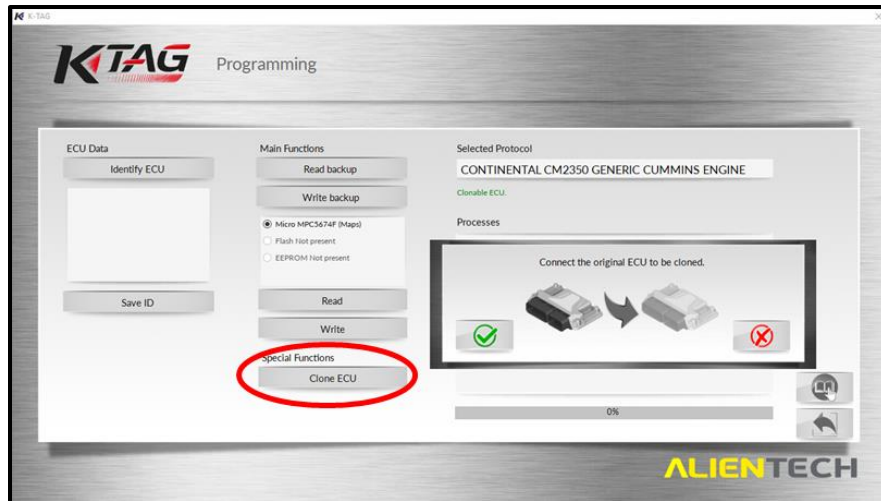 K-TAG
KTAG
Programming
ECU Data
Identify ECU
Save ID
Main Functions
Read backup
Write backup
Micro MPC5674F (Maps)
Flash Not present
EEPROM Not present
Read
Write
Special Functions
Clone ECU
Selected Protocol
CONTINENTAL CM2350 GENERIC CUMMINS ENGINE
Clonable ECU.
Processes
Connect the original ECU to be cloned.
0%
ALIENTECH